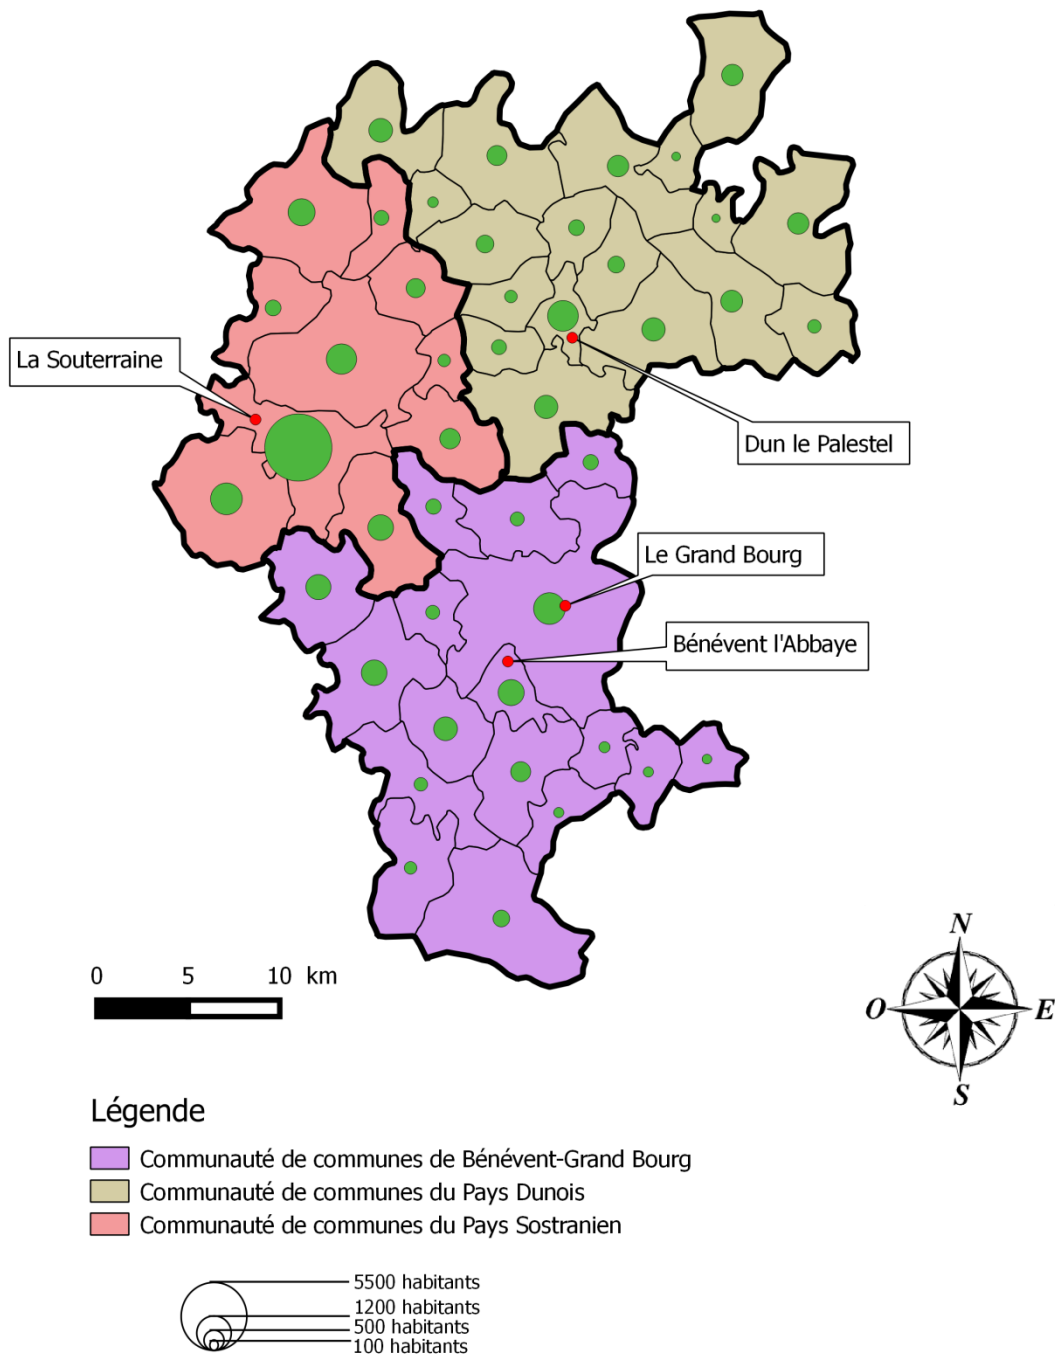 La Souterraine
Dun le Palestel
Le Grand Bourg
Bénévent l'Abbaye
0 5 10 km
N
O E
S
Légende
Communauté de communes de Bénévent-Grand Bourg
Communauté de communes du Pays Dunois
Communauté de communes du Pays Sostranien
5500 habitants
1200 habitants
500 habitants
100 habitants